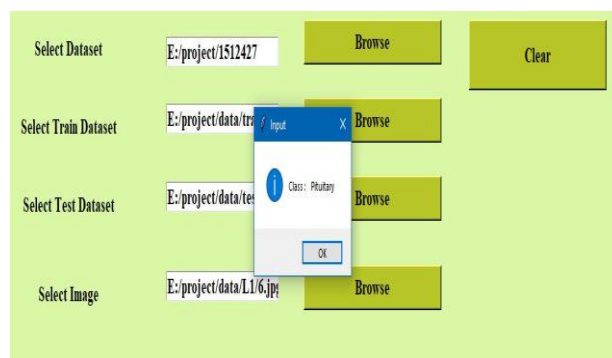 Select Dataset E:/project/1512427 Browse Clear
Select Train Dataset E:/project/data/tra Browse
Input X
Class: Pituitary
Select Test Dataset E:/project/data/tes Browse
OK
Select Image E:/project/data/L1/6.jpg Browse